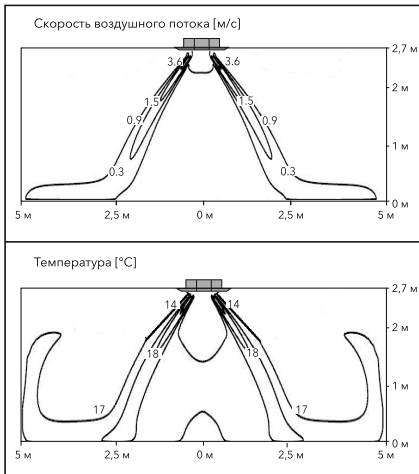 Скорость воздушного потока [м/с]
2,7 м
3.6 3.6
2 м
1.5 1.5
0.9 0.9
1 м
0.3 0.3
0 м
5 м 2,5 м 0 м 2,5 м 5 м
Температура [°C]
2,7 м
14 14
2 м
18 18
1 м
17 17
0 м
5 м 2,5 м 0 м 2,5 м 5 м